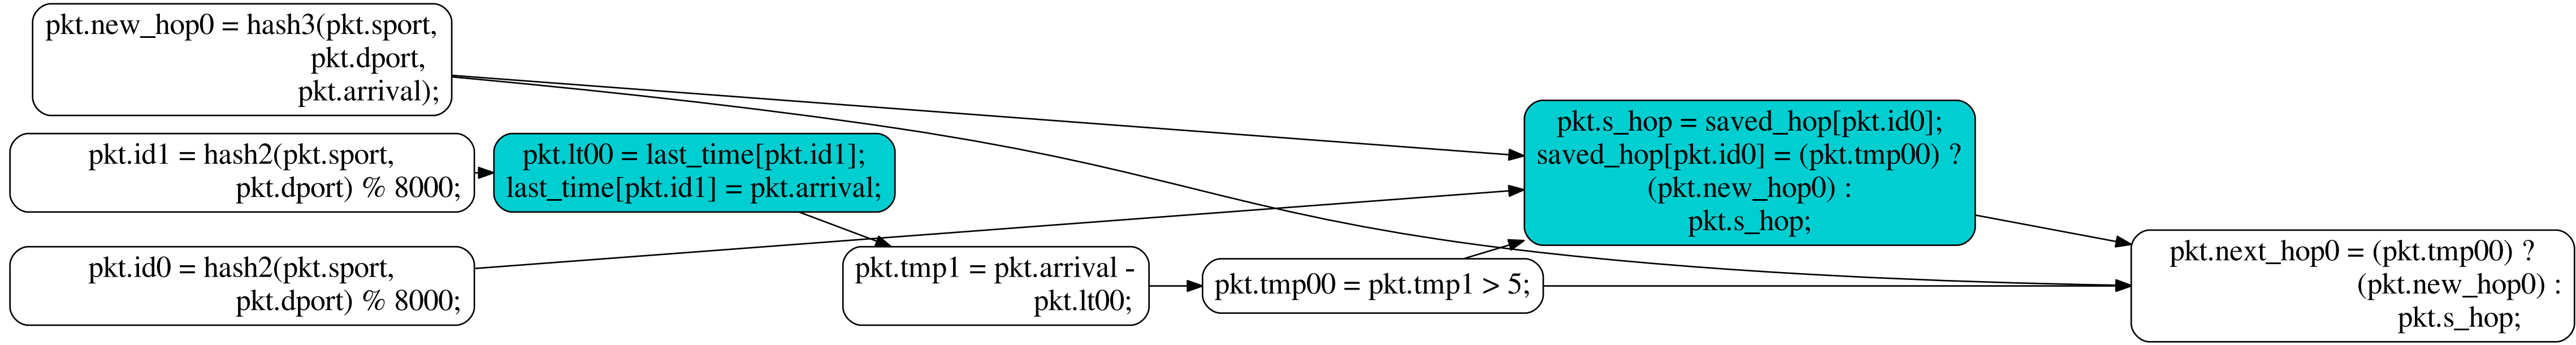 pkt.new_hop0 = hash3(pkt.sport,
pkt.dport,
pkt.arrival);
pkt.id1 = hash2(pkt.sport,
pkt.dport) % 8000;
pkt.id0 = hash2(pkt.sport,
pkt.dport) % 8000;
pkt.lt00 = last_time[pkt.id1];
last_time[pkt.id1] = pkt.arrival;
pkt.tmp1 = pkt.arrival -
pkt.lt00;
pkt.tmp00 = pkt.tmp1 > 5;
pkt.s_hop = saved_hop[pkt.id0];
saved_hop[pkt.id0] = (pkt.tmp00) ?
(pkt.new_hop0) :
pkt.s_hop;
pkt.next_hop0 = (pkt.tmp00) ?
(pkt.new_hop0) :
pkt.s_hop;